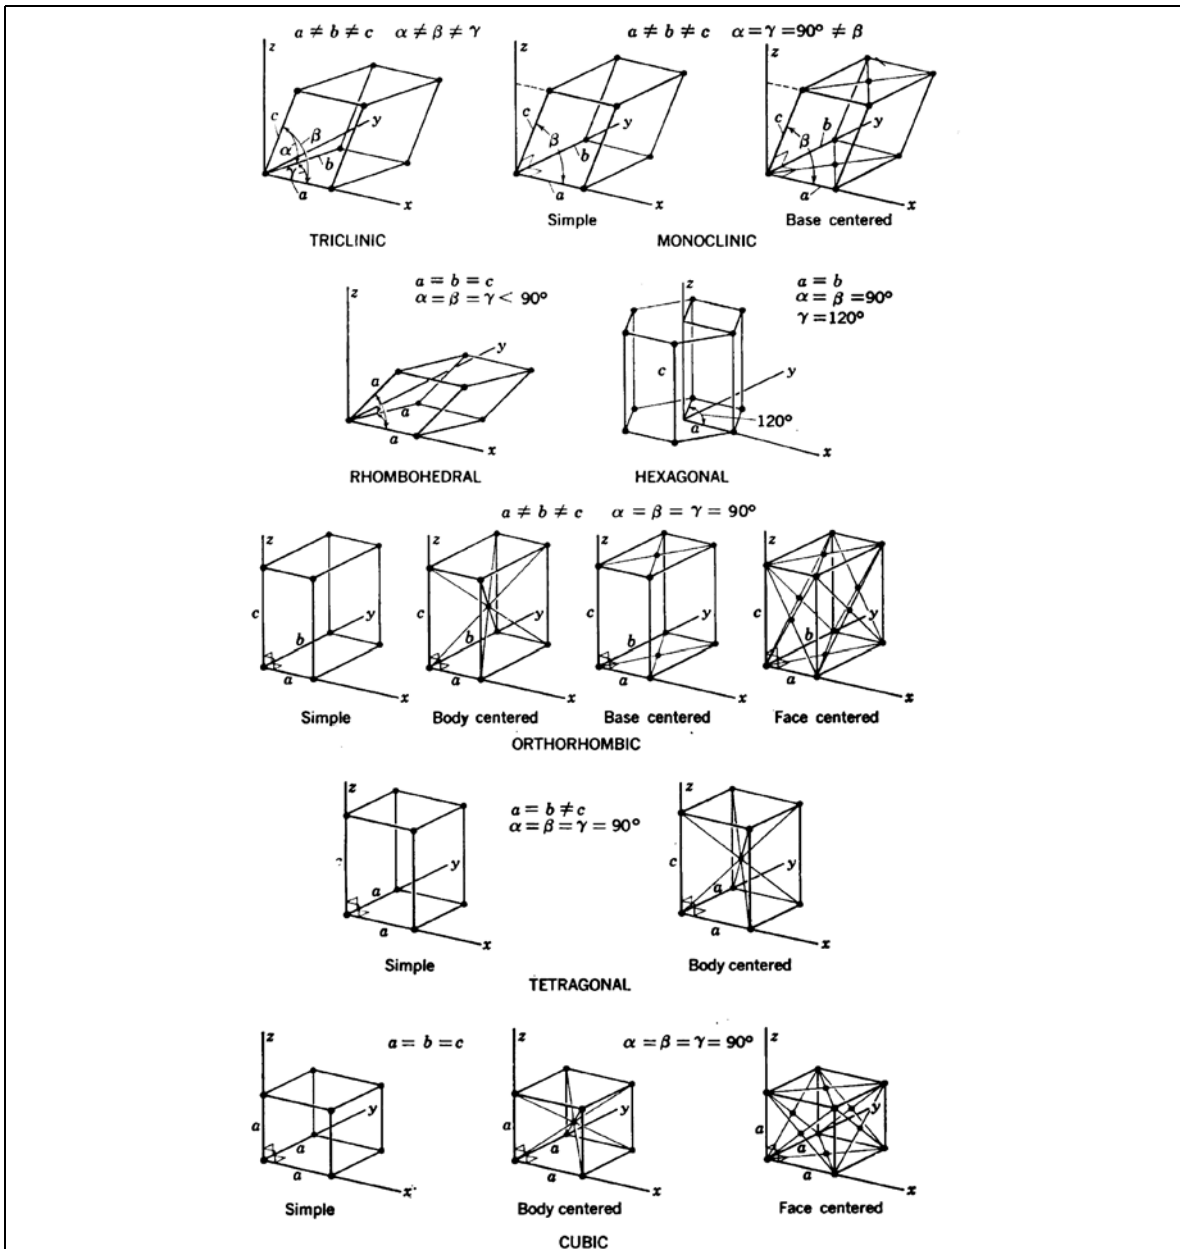 a ≠ b ≠ c α ≠ β ≠ γ
a ≠ b ≠ c α = γ = 90° ≠ β
z
c
β
α
γ
b
y
a
x
TRICLINIC
z
c
β
b
y
a
x
Simple
z
c
β
b
y
a
x
Base centered
MONOCLINIC
a = b = c
α = β = γ < 90°
z
y
a
a
a
x
RHOMBOHEDRAL
a = b
α = β = 90°
γ = 120°
z
c
y
a
120°
x
HEXAGONAL
a ≠ b ≠ c α = β = γ = 90°
z
c
b
y
a
x
Simple
z
c
b
y
a
x
Body centered
z
c
b
y
a
x
Base centered
z
c
b
y
a
x
Face centered
ORTHORHOMBIC
a = b ≠ c
α = β = γ = 90°
z
y
a
a
x
Simple
z
c
y
a
a
x
Body centered
TETRAGONAL
a = b = c
α = β = γ = 90°
z
y
a
a
a
x
Simple
z
y
a
a
a
x
Body centered
z
y
a
a
a
x
Face centered
CUBIC